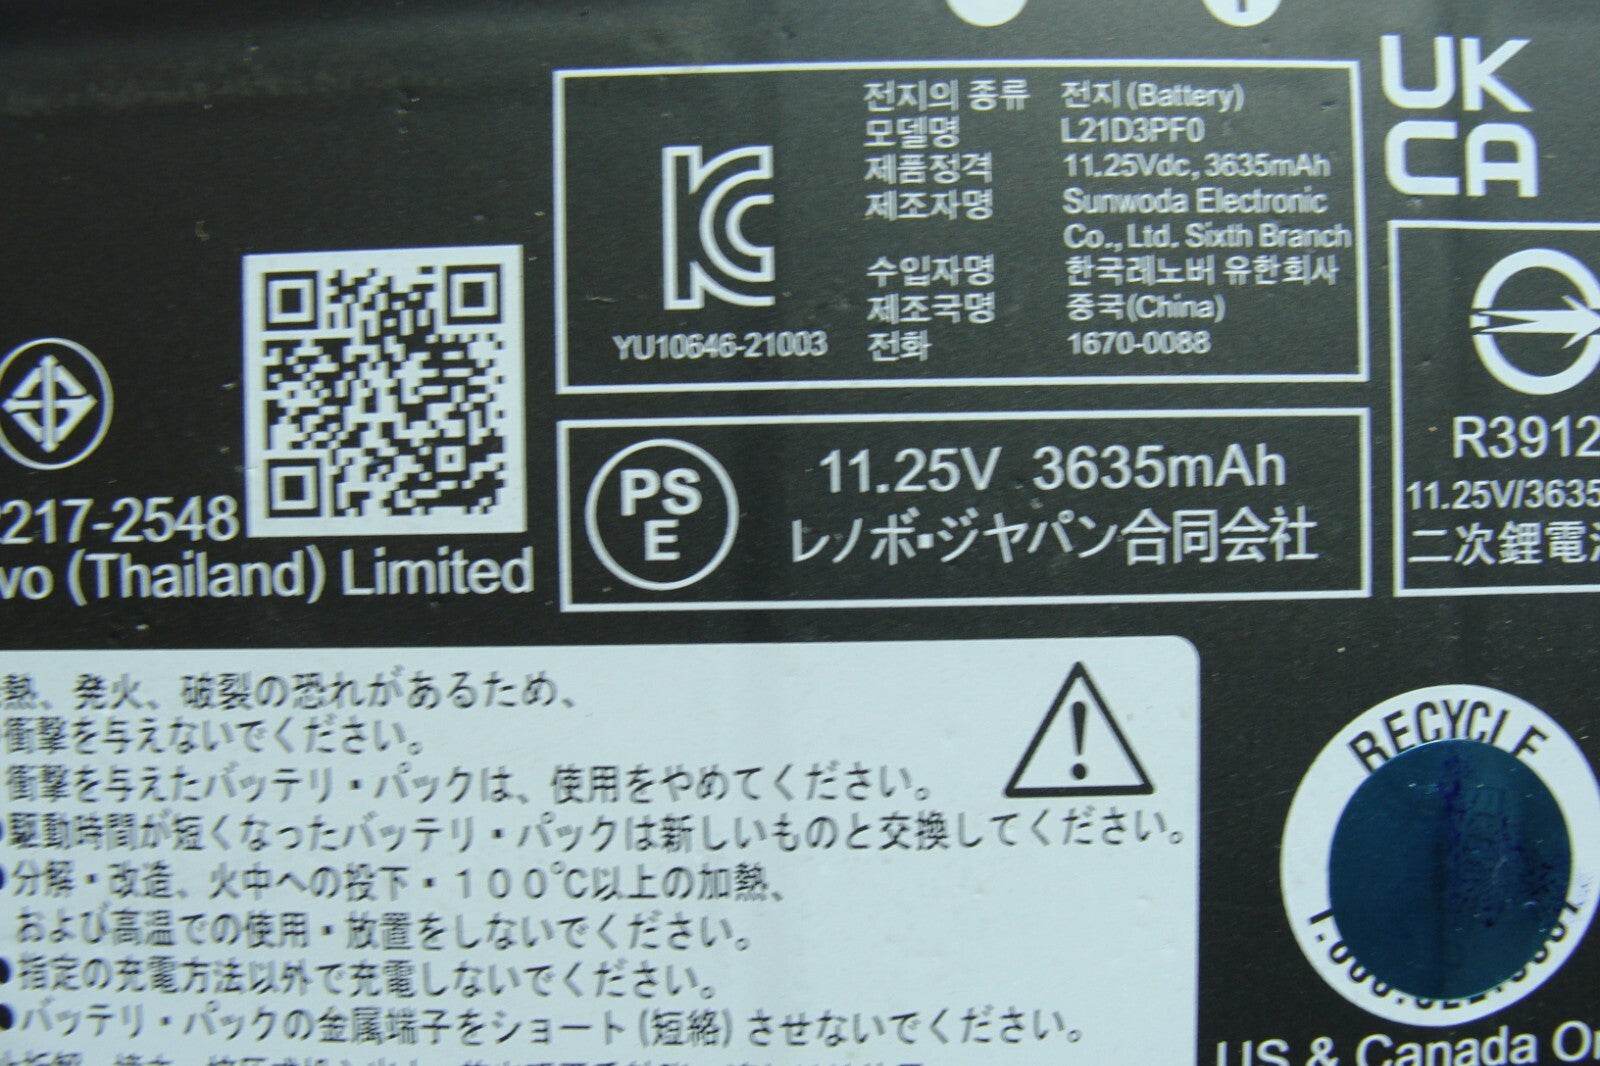 UK
CA
전지의 종류 전지(Battery)
모델명 L21D3PF0
제품정격 11.25Vdc, 3635mAh
제조자명 Sunwoda Electronic
Co., Ltd. Sixth Branch
수입자명 한국레노버 유한회사
제조국명 중국(China)
전화 1670-0088
YU10646-21003
R3912
11.25V/3635
二次鋰電
PS
E
11.25V 3635mAh
レノボ・ジャパン合同会社
2217-2548
vo (Thailand) Limited
熱、発火、破裂の恐れがあるため、
衝撃を与えないでください。
衝撃を与えたバッテリ・パックは、使用をやめてください。
●駆動時間が短くなったバッテリ・パックは新しいものと交換してください。
●分解・改造、火中への投下・100℃以上の加熱、
および高温での使用・放置をしないでください。
●指定の充電方法以外で充電しないでください。
●バッテリ・パックの金属端子をショート(短絡)させないでください。
RECYCLE
US & Canada On